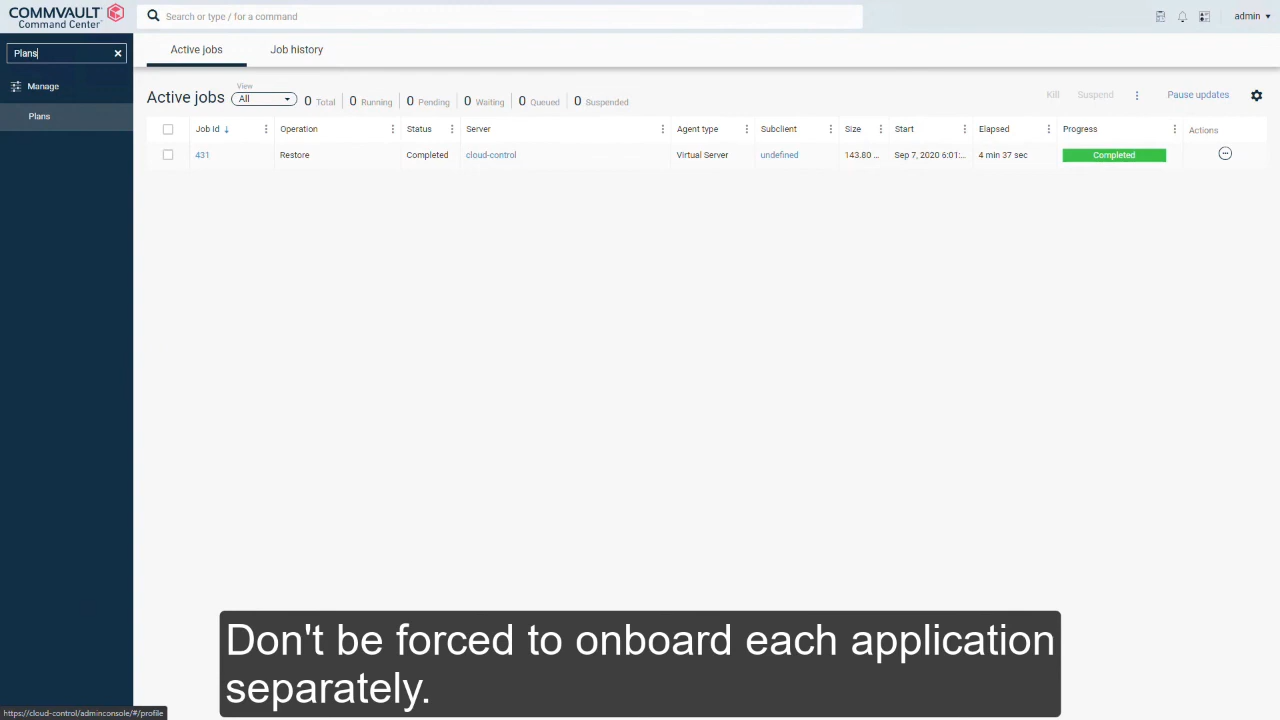 COMMVAULT
Command Center
Search or type / for a command
admin
Plans
Manage
Plans
Active jobs
Job history
Active jobs
View
All
0 Total
0 Running
0 Pending
0 Waiting
0 Queued
0 Suspended
Kill
Suspend
Pause updates
Job Id ↓ Operation Status Server Agent type Subclient Size Start Elapsed Progress Actions
431 Restore Completed cloud-control Virtual Server undefined 143.80 ... Sep 7, 2020 6:01:... 4 min 37 sec Completed
Don't be forced to onboard each application
separately.
https://cloud-control/adminconsole/#/profile